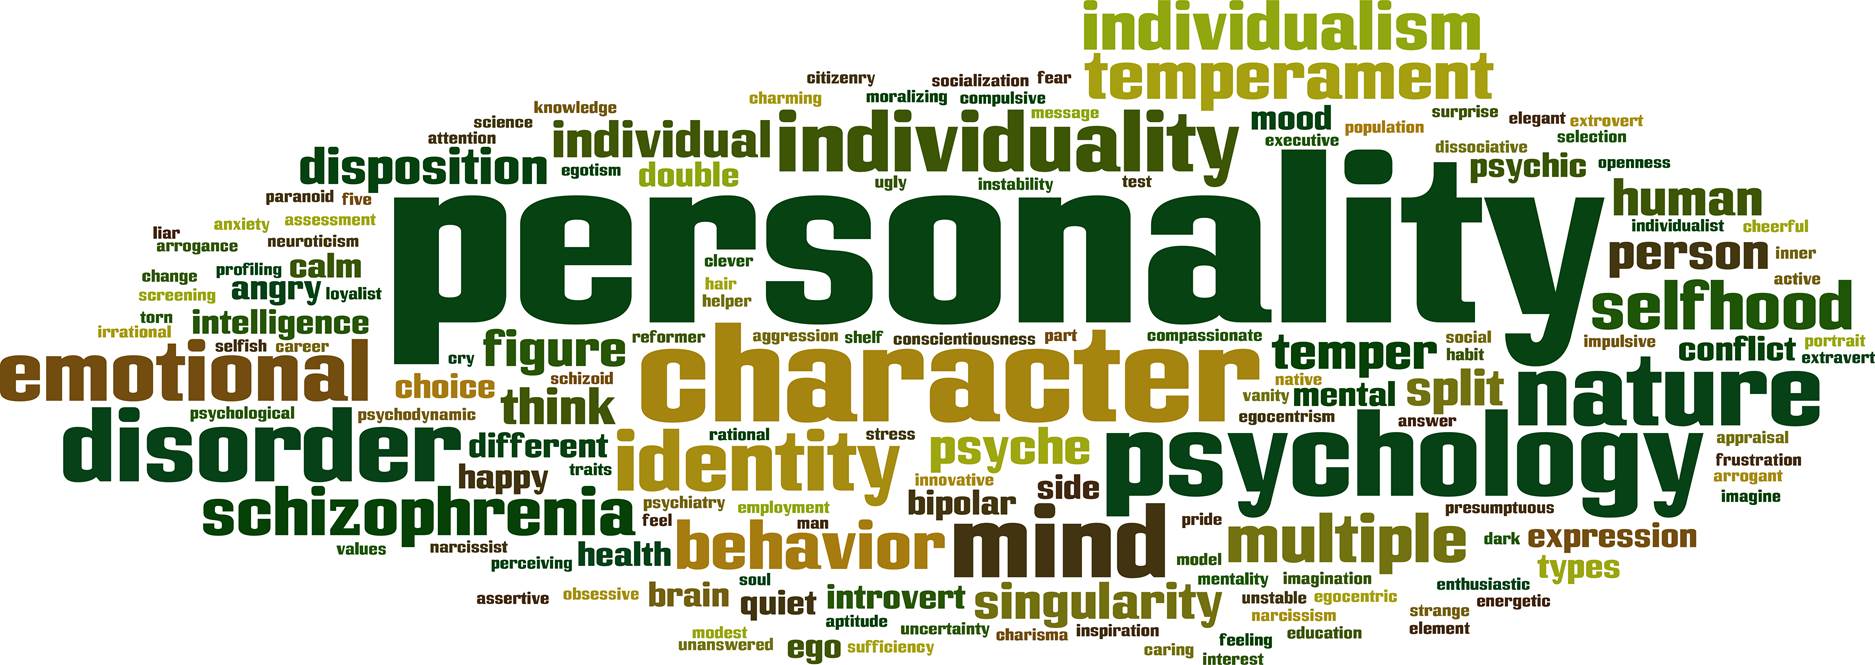 individualism
temperament
citizenry socialization fear
charming moralizing compulsive
knowledge message surprise elegant extrovert
science individual individuality mood population
attention executive selection
disposition egotism double dissociative psychic openness
ugly instability test
paranoid five personality human
anxiety assessment individualist cheerful
liar
arrogance neuroticism person inner
change profiling calm clever active
screening angry loyalist hair selfhood
helper
torn intelligence
irrational figure reformer aggression shelf conscientiousness part compassionate social impulsive portrait
selfish career temper conflict
emotional cry character habit extravert
choice schizoid native nature
think vanity mental split
psychological psychodynamic egocentrism answer
disorder different identity rational stress psyche psychology appraisal
happy traits frustration
innovative arrogant
bipolar side imagine
schizophrenia psychiatry employment presumptuous
feel man mind pride
values narcissist health behavior multiple dark expression
perceiving model types
soul mentality imagination enthusiastic
assertive obsessive brain quiet introvert singularity unstable egocentric energetic
aptitude narcissism strange
modest uncertainty charisma inspiration education element
unanswered ego sufficiency caring feeling
interest